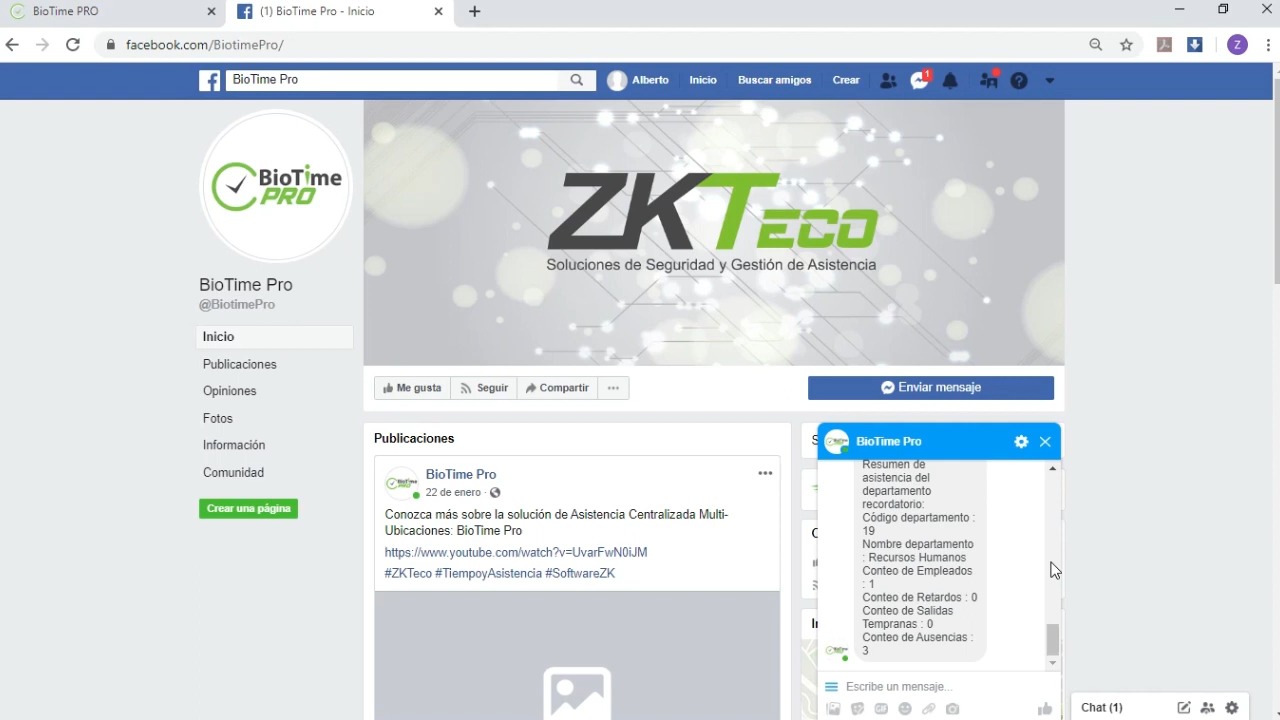 BioTime PRO
(1) BioTime Pro - Inicio
facebook.com/BiotimePro/
Z
BioTime Pro
Alberto
Inicio
Buscar amigos
Crear
1
BioTime
PRO
ZKTeco
Soluciones de Seguridad y Gestión de Asistencia
BioTime Pro
@BiotimePro
Inicio
Publicaciones
Opiniones
Fotos
Información
Comunidad
Crear una página
Me gusta
Seguir
Compartir
Enviar mensaje
Publicaciones
BioTime Pro
22 de enero
Conozca más sobre la solución de Asistencia Centralizada Multi-
Ubicaciones: BioTime Pro
https://www.youtube.com/watch?v=UvarFwN0iJM
#ZKTeco #TiempoyAsistencia #SoftwareZK
BioTime Pro
Resumen de
asistencia del
departamento
recordatorio:
Código departamento :
19
Nombre departamento
: Recursos Humanos
Conteo de Empleados
: 1
Conteo de Retardos : 0
Conteo de Salidas
Tempranas : 0
Conteo de Ausencias :
3
Escribe un mensaje...
GIF
Chat (1)